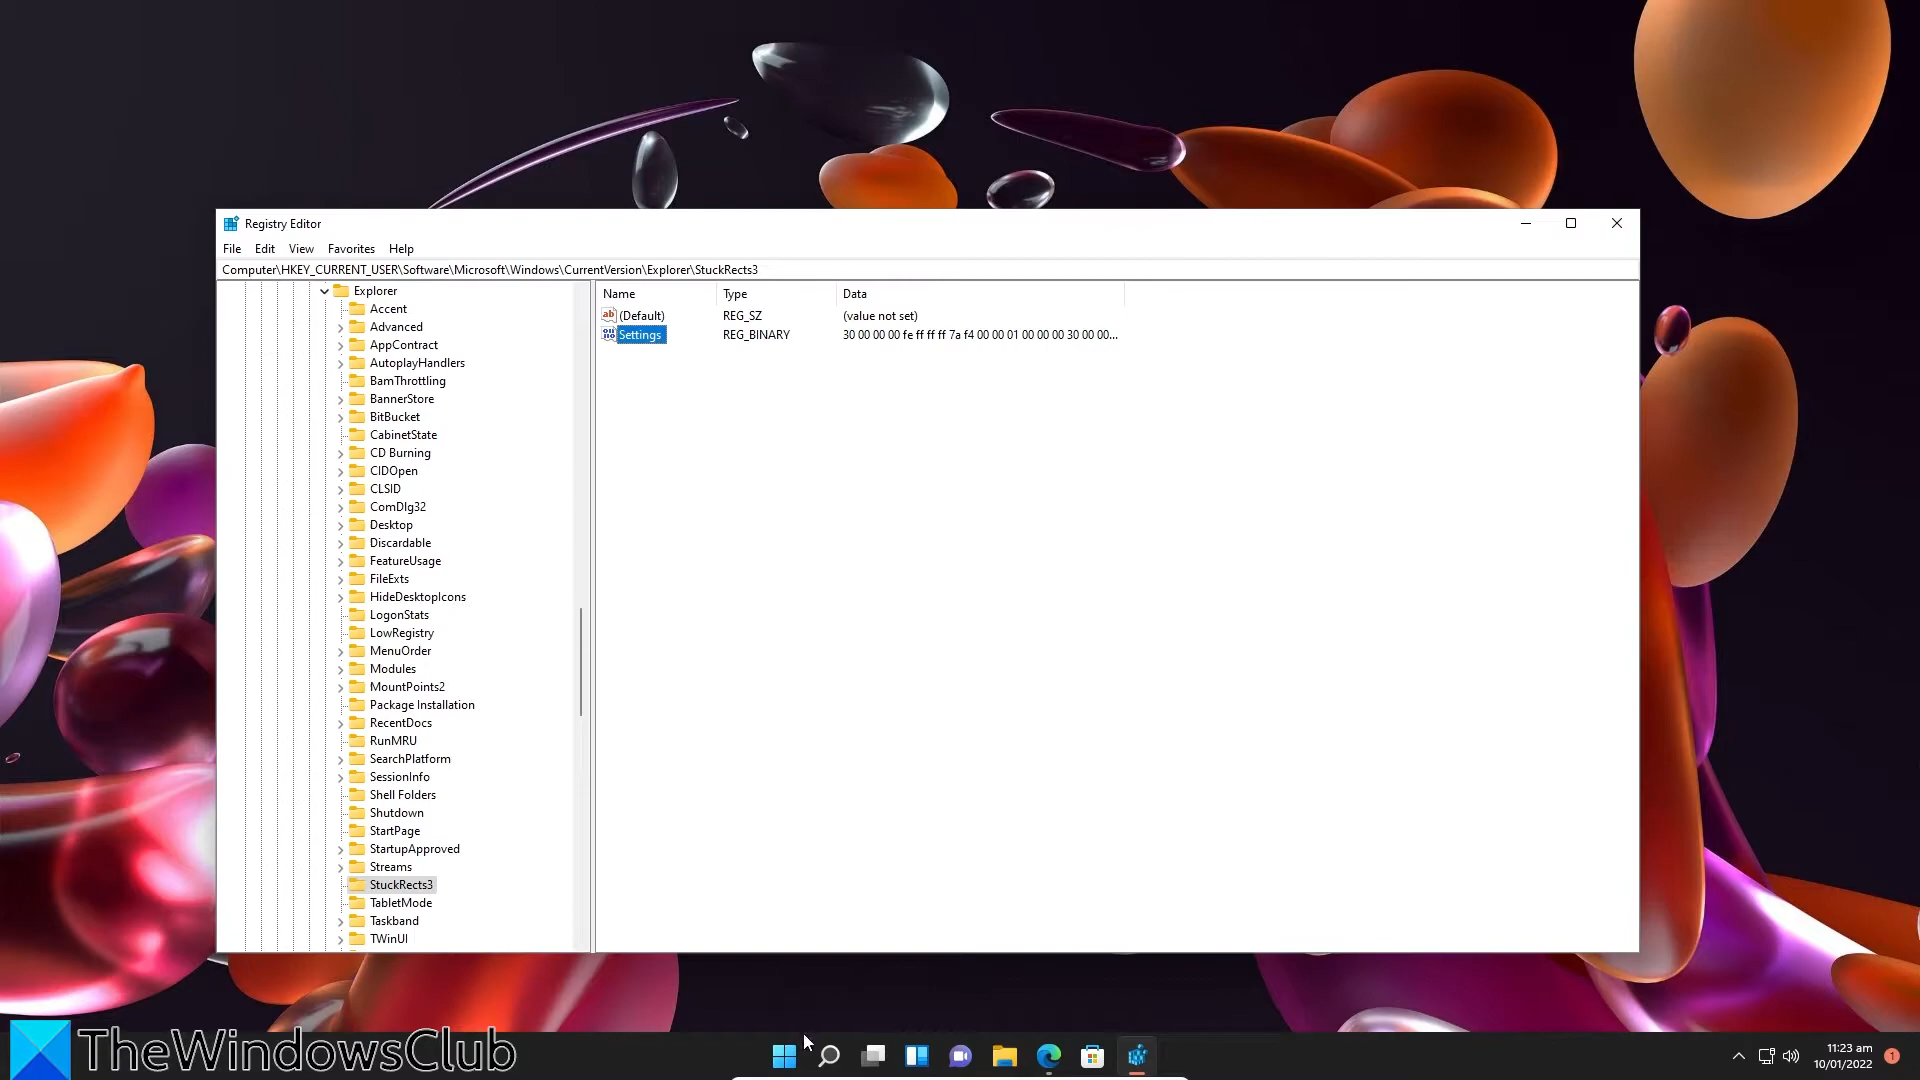 Registry Editor
File Edit View Favorites Help
Computer\HKEY_CURRENT_USER\Software\Microsoft\Windows\CurrentVersion\Explorer\StuckRects3
Explorer
Accent
Advanced
AppContract
AutoplayHandlers
BamThrottling
BannerStore
BitBucket
CabinetState
CD Burning
CIDOpen
CLSID
ComDlg32
Desktop
Discardable
FeatureUsage
FileExts
HideDesktopIcons
LogonStats
LowRegistry
MenuOrder
Modules
MountPoints2
Package Installation
RecentDocs
RunMRU
SearchPlatform
SessionInfo
Shell Folders
Shutdown
StartPage
StartupApproved
Streams
StuckRects3
TabletMode
Taskband
TWinUI
Name Type Data
(Default) REG_SZ (value not set)
Settings REG_BINARY 30 00 00 00 fe ff ff ff 7a f4 00 00 01 00 00 00 30 00 00...
TheWindowsClub
11:23 am
10/01/2022
1